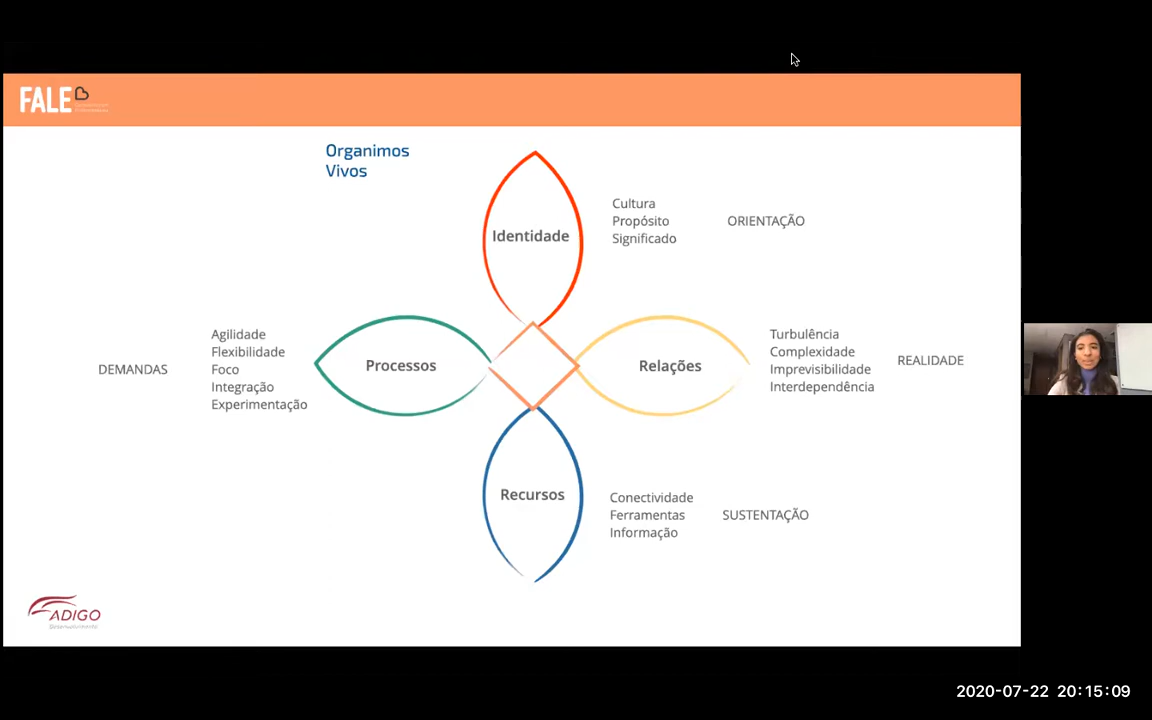 FALE
Organimos
Vivos
Identidade
Cultura
Propósito
Significado
ORIENTAÇÃO
DEMANDAS
Agilidade
Flexibilidade
Foco
Integração
Experimentação
Processos
Relações
Turbulência
Complexidade
Imprevisibilidade
Interdependência
REALIDADE
Recursos
Conectividade
Ferramentas
Informação
SUSTENTAÇÃO
ADIGO
Desenvolvimento
2020-07-22 20:15:09